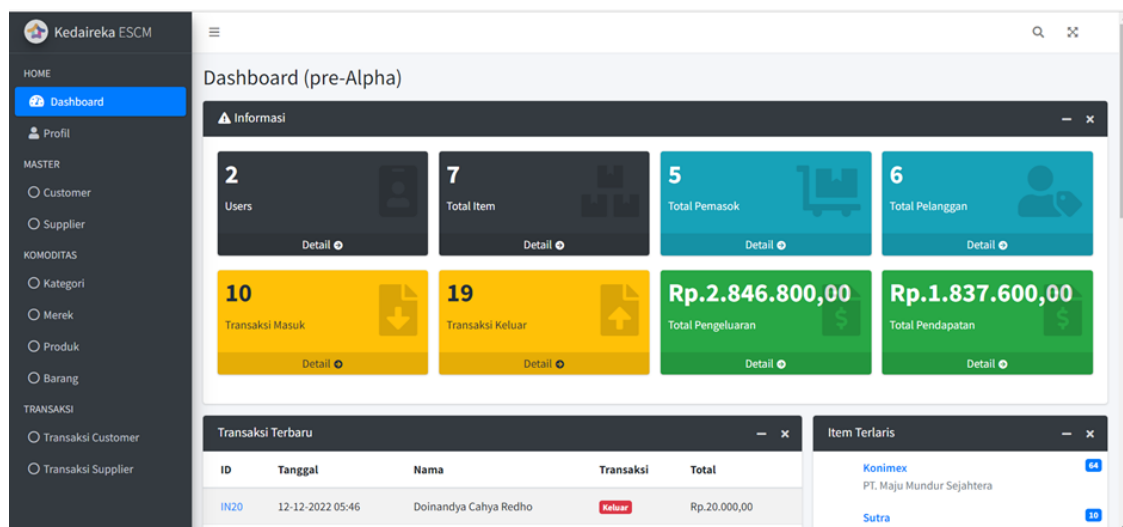 Kedaireka ESCM
HOME
Dashboard
Profil
MASTER
Customer
Supplier
KOMODITAS
Kategori
Merek
Produk
Barang
TRANSAKSI
Transaksi Customer
Transaksi Supplier
Dashboard (pre-Alpha)
Informasi
2
Users
Detail
7
Total Item
Detail
5
Total Pemasok
Detail
6
Total Pelanggan
Detail
10
Transaksi Masuk
Detail
19
Transaksi Keluar
Detail
Rp.2.846.800,00
Total Pengeluaran
Detail
Rp.1.837.600,00
Total Pendapatan
Detail
Transaksi Terbaru
ID Tanggal Nama Transaksi Total
IN20 12-12-2022 05:46 Doinandya Cahya Redho Keluar Rp.20.000,00
Item Terlaris
Konimex 64
PT. Maju Mundur Sejahtera
Sutra 10